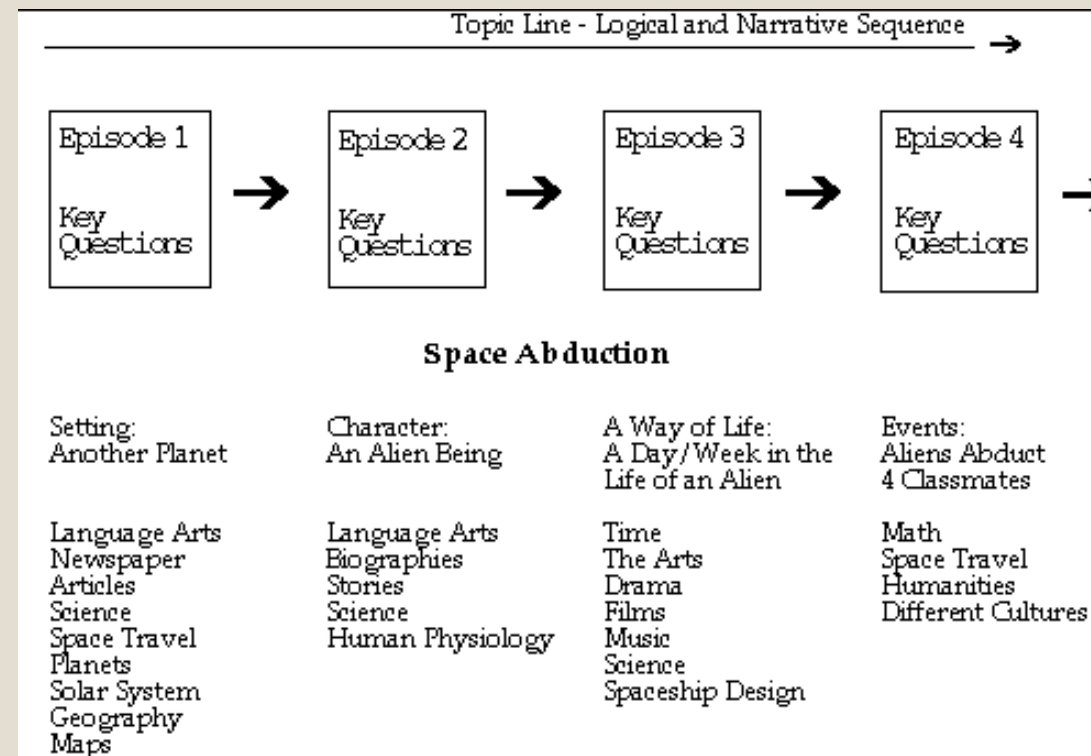 Topic Line - Logical and Narrative Sequence
Episode 1
Key
Questions
Episode 2
Key
Questions
Episode 3
Key
Questions
Episode 4
Key
Questions
Space Abduction
Setting:
Another Planet
Language Arts
Newspaper
Articles
Science
Space Travel
Planets
Solar System
Geography
Maps
Character:
An Alien Being
Language Arts
Biographies
Stories
Science
Human Physiology
A Way of Life:
A Day/Week in the
Life of an Alien
Time
The Arts
Drama
Films
Music
Science
Spaceship Design
Events:
Aliens Abduct
4 Classmates
Math
Space Travel
Humanities
Different Cultures